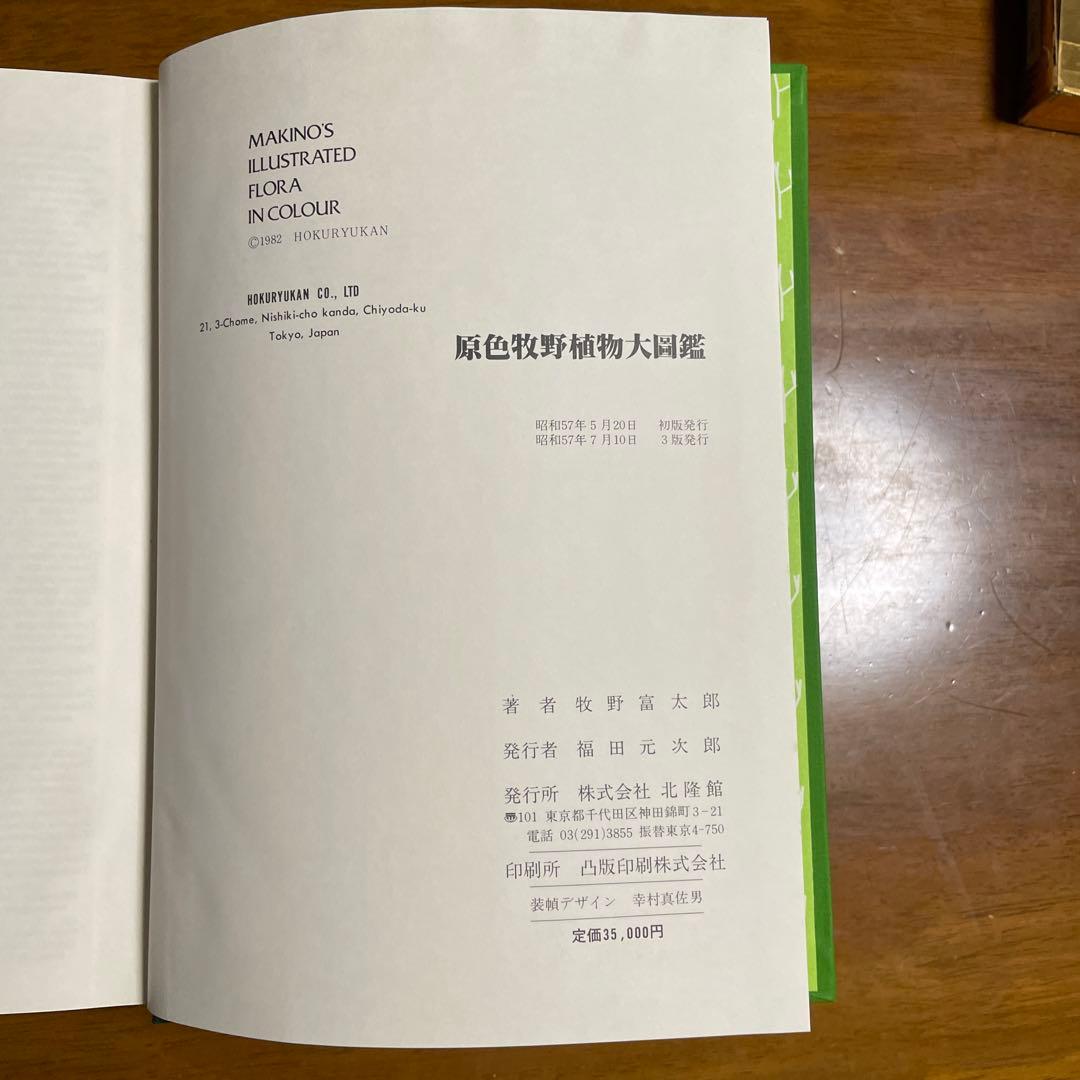 MAKINO'S
ILLUSTRATED
FLORA
IN COLOUR
©1982 HOKURYUKAN
HOKURYUKAN CO., LTD
21, 3-Chome, Nishiki-cho kanda, Chiyoda-ku
Tokyo, Japan
原色牧野植物大圖鑑
昭和57年5月20日 初版発行
昭和57年7月10日 3版発行
著者 牧野富太郎
発行者 福田元次郎
発行所 株式会社 北隆館
〠101 東京都千代田区神田錦町3-21
電話 03(291)3855 振替東京4-750
印刷所 凸版印刷株式会社
装幀デザイン 幸村真佐男
定価35,000円